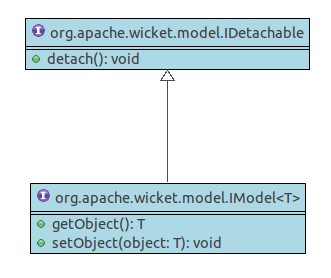 I org.apache.wicket.model.IDetachable
detach(): void
I org.apache.wicket.model.IModel<T>
getObject(): T
setObject(object: T): void